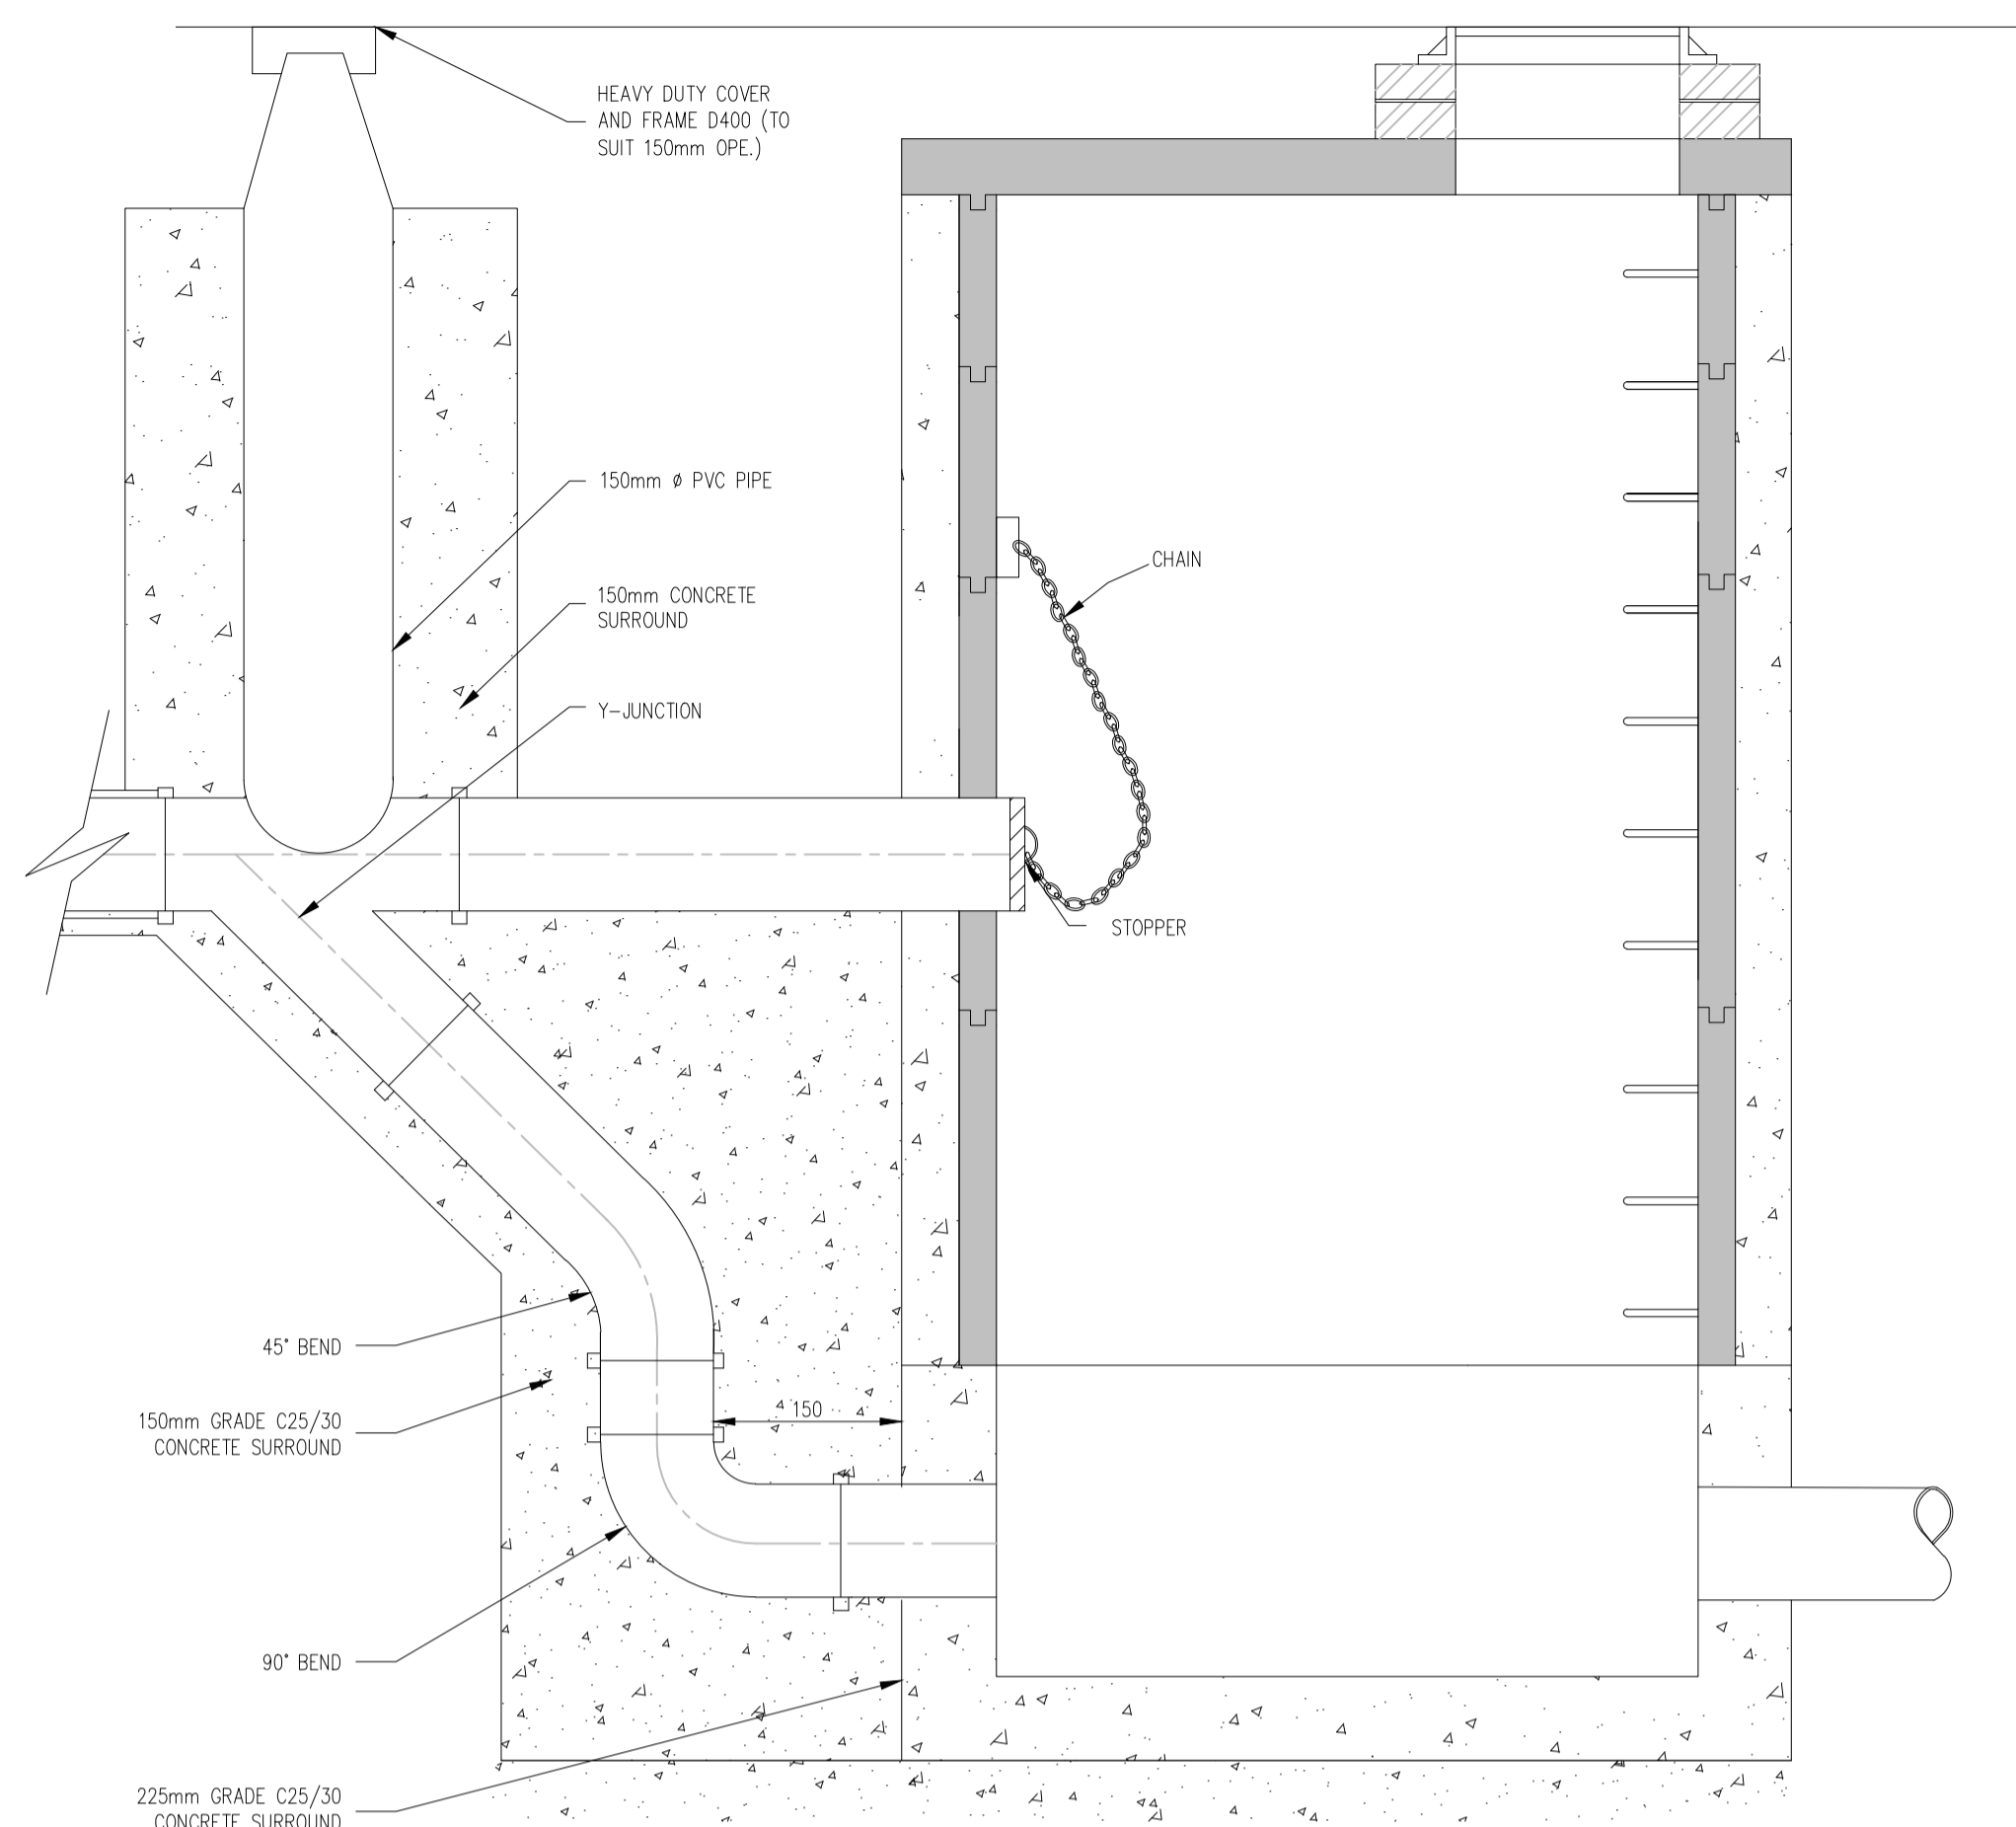 HEAVY DUTY COVER
AND FRAME D400 (TO
SUIT 150mm OPE.)
150mm ø PVC PIPE
CHAIN
150mm CONCRETE
SURROUND
Y-JUNCTION
STOPPER
45° BEND
150mm GRADE C25/30
CONCRETE SURROUND
150
90° BEND
225mm GRADE C25/30
CONCRETE SURROUND